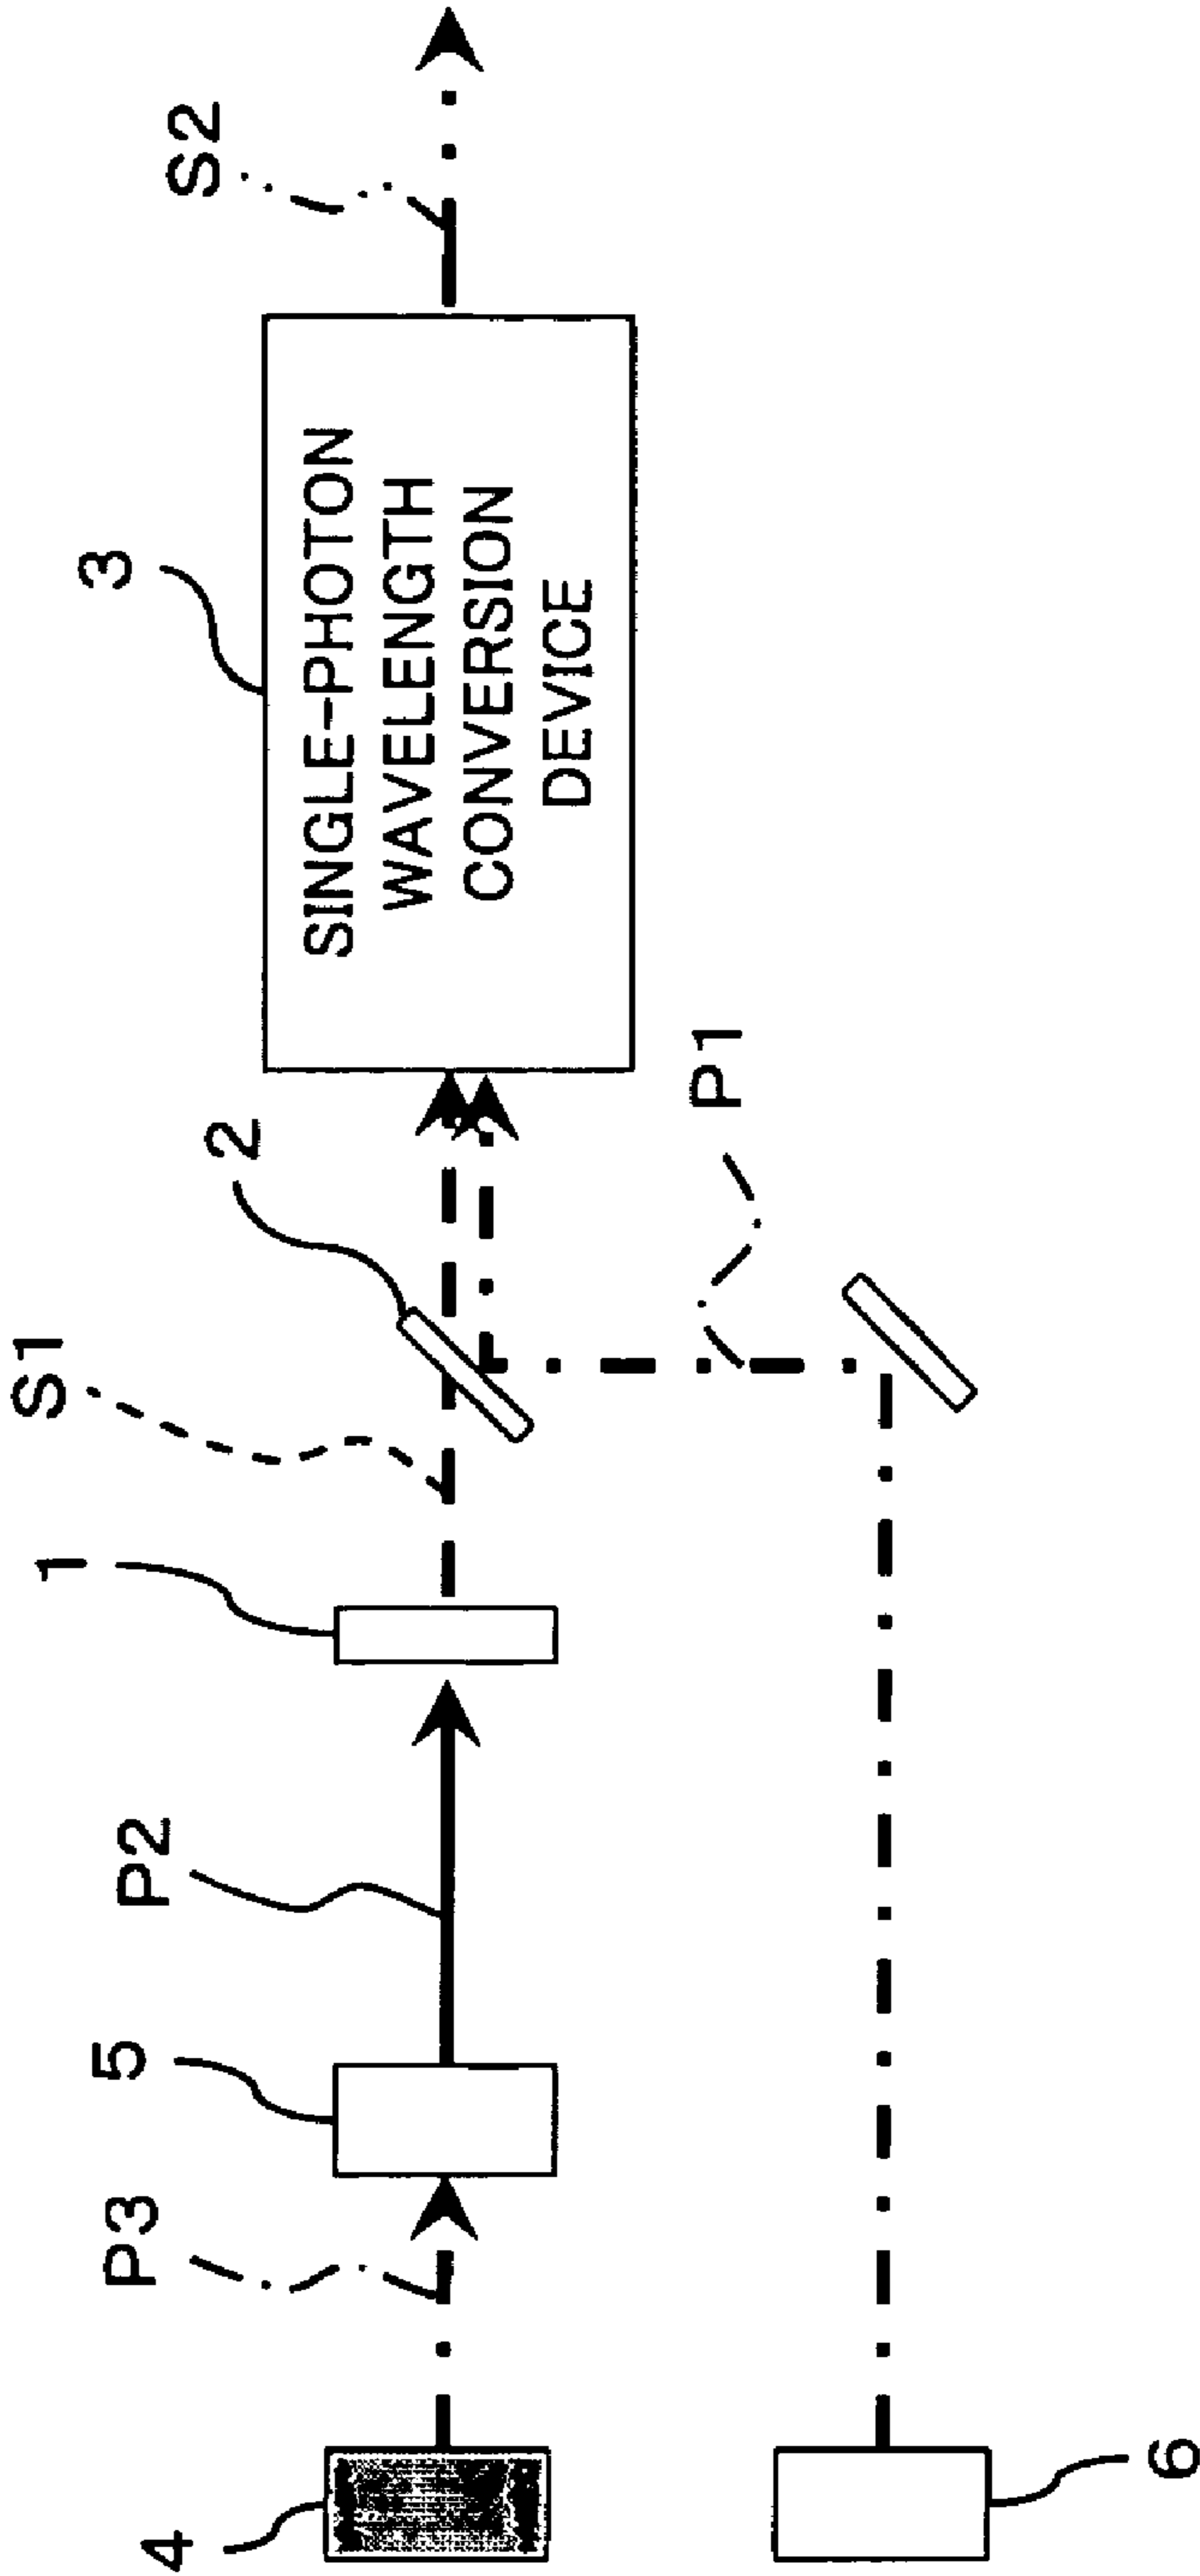 S2
3
SINGLE-PHOTON
WAVELENGTH
CONVERSION
DEVICE
2
P1
S1
1
P2
5
P3
4
6